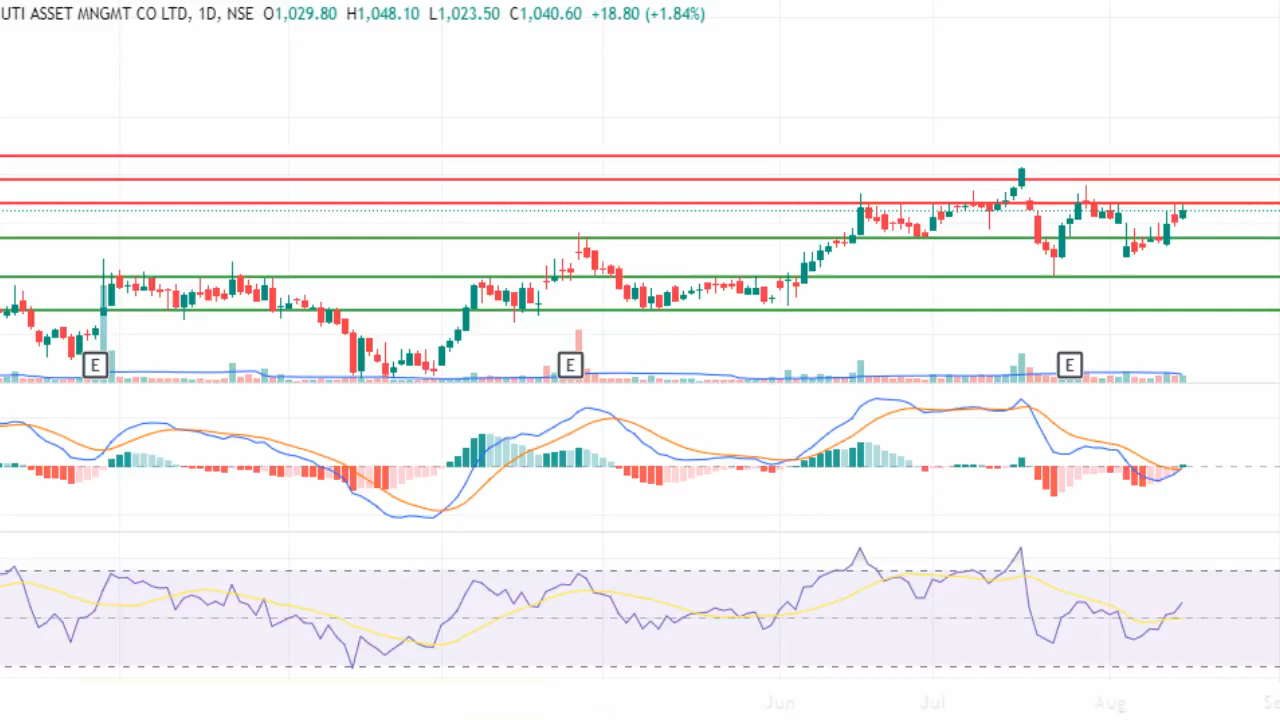 UTI ASSET MNGMT CO LTD, 1D, NSE O1,029.80 H1,048.10 L1,023.50 C1,040.60 +18.80 (+1.84%)
E E E
Jun Jul Aug Se